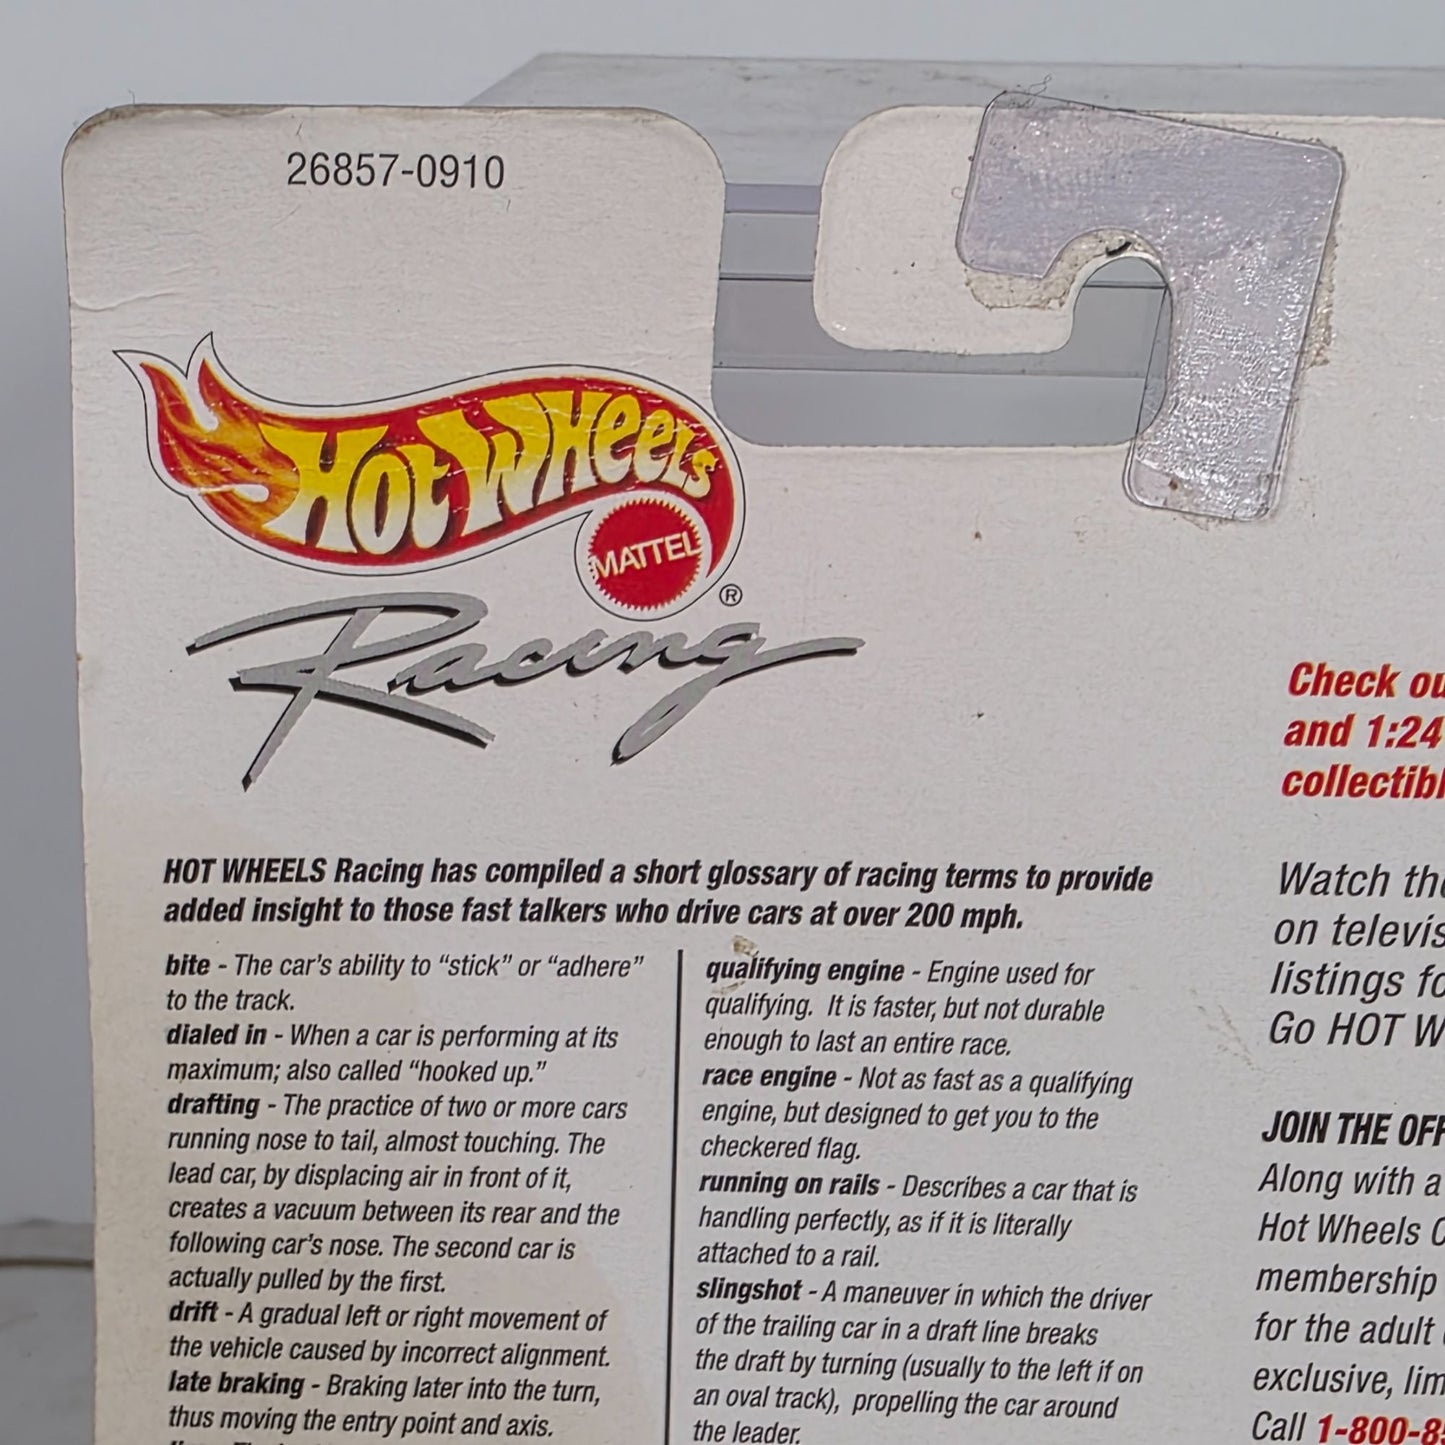 26857-0910
HOT WHEELS
MATTEL
®
Racing
HOT WHEELS Racing has compiled a short glossary of racing terms to provide
added insight to those fast talkers who drive cars at over 200 mph.
bite - The car's ability to “stick” or “adhere”
to the track.
dialed in - When a car is performing at its
maximum; also called “hooked up.”
drafting - The practice of two or more cars
running nose to tail, almost touching. The
lead car, by displacing air in front of it,
creates a vacuum between its rear and the
following car's nose. The second car is
actually pulled by the first.
drift - A gradual left or right movement of
the vehicle caused by incorrect alignment.
late braking - Braking later into the turn,
thus moving the entry point and axis.
qualifying engine - Engine used for
qualifying. It is faster, but not durable
enough to last an entire race.
race engine - Not as fast as a qualifying
engine, but designed to get you to the
checkered flag.
running on rails - Describes a car that is
handling perfectly, as if it is literally
attached to a rail.
slingshot - A maneuver in which the driver
of the trailing car in a draft line breaks
the draft by turning (usually to the left if on
an oval track), propelling the car around
the leader.
Check
and 1:24
Watch
on
listings
Go HOT
JOIN THE
Along with a
Hot Wheels
membership
for the adult
exclusive,
Call 1-800-